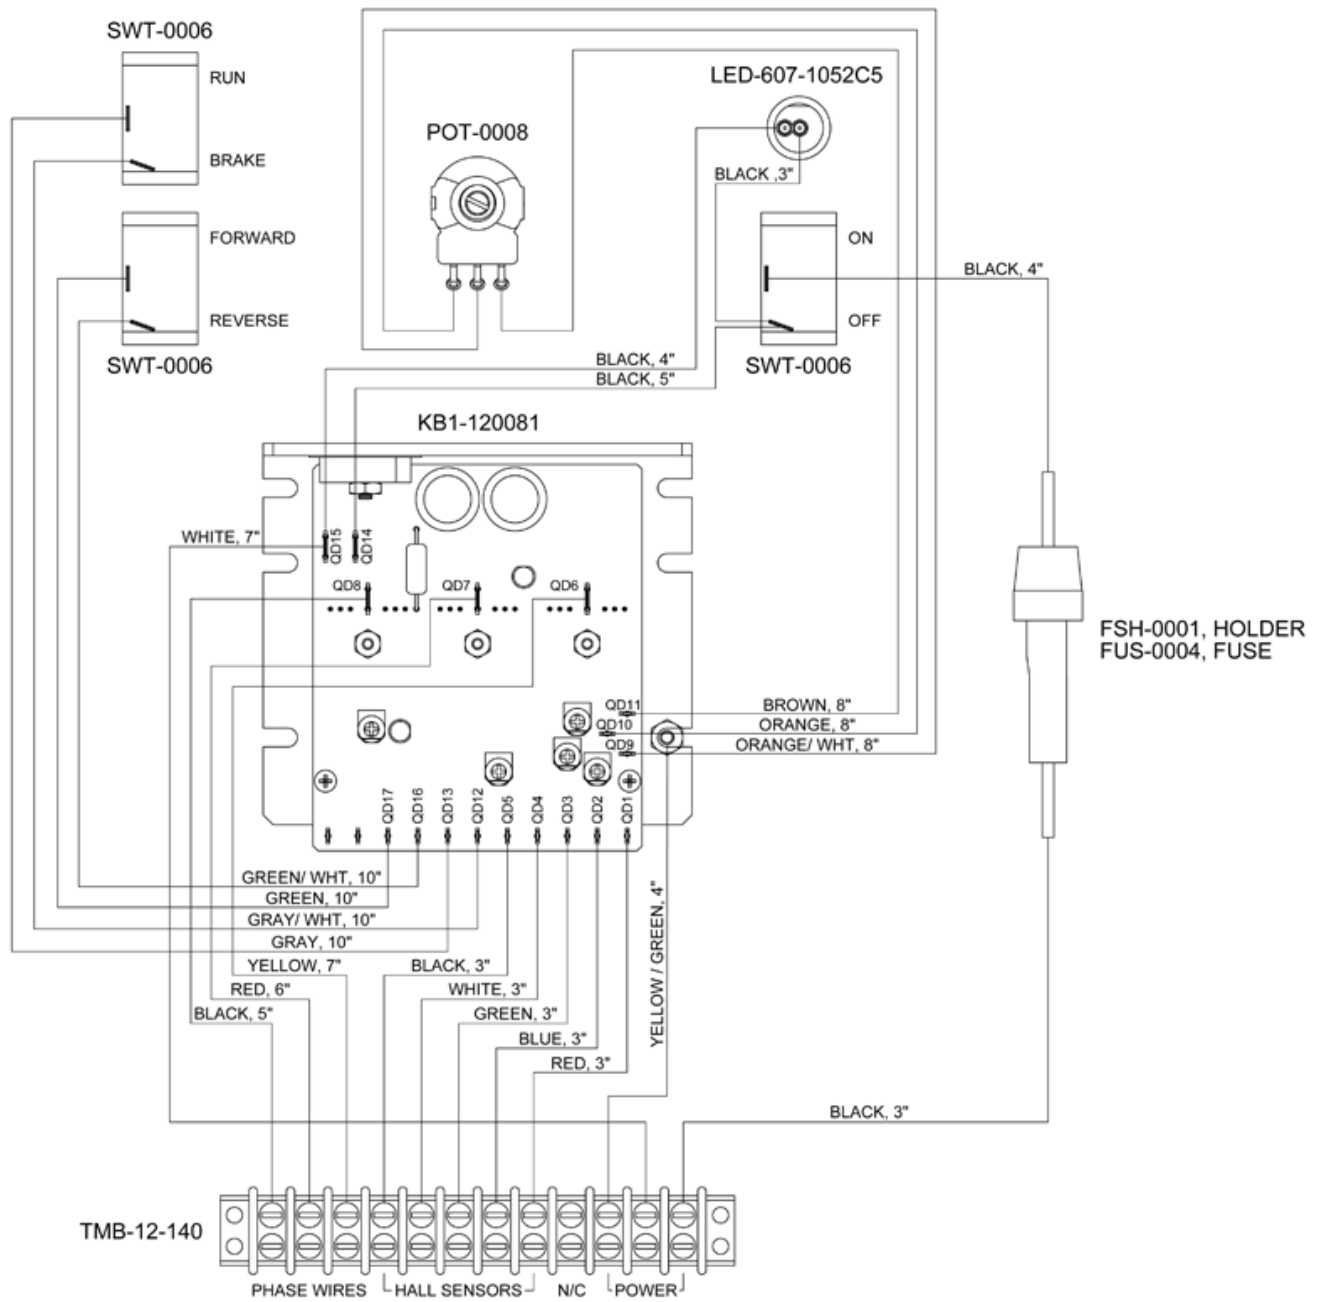 SWT-0006
RUN
BRAKE
FORWARD
REVERSE
SWT-0006
POT-0008
LED-607-1052C5
BLACK ,3"
ON
OFF
SWT-0006
BLACK, 4"
BLACK, 4"
BLACK, 5"
KB1-120081
WHITE, 7"
QD15
QD14
QD8
QD7
QD6
FSH-0001, HOLDER
FUS-0004, FUSE
QD11
QD10
QD9
BROWN, 8"
ORANGE, 8"
ORANGE/ WHT, 8"
QD17
QD16
QD13
QD12
QD5
QD4
QD3
QD2
QD1
GREEN/ WHT, 10"
GREEN, 10"
GRAY/ WHT, 10"
GRAY, 10"
YELLOW, 7"
RED, 6"
BLACK, 5"
BLACK, 3"
WHITE, 3"
GREEN, 3"
BLUE, 3"
RED, 3"
YELLOW / GREEN, 4"
BLACK, 3"
TMB-12-140
PHASE WIRES
HALL SENSORS
N/C
POWER